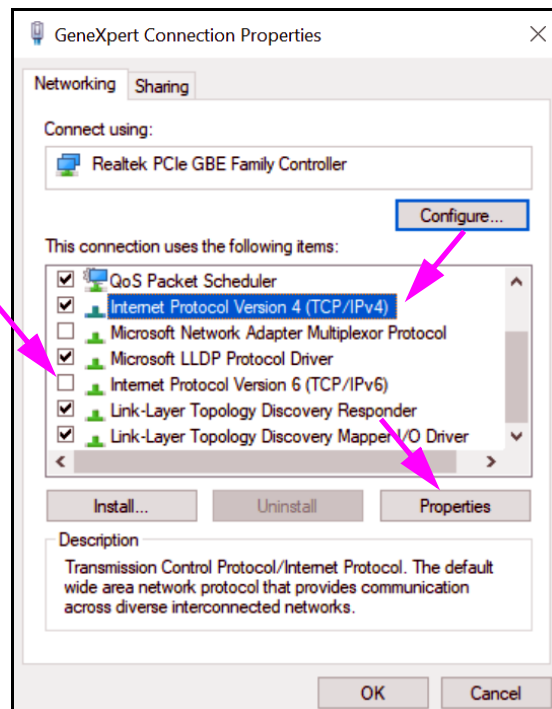 GeneXpert Connection Properties
Networking Sharing
Connect using:
Realtek PCIe GBE Family Controller
Configure...
This connection uses the following items:
QoS Packet Scheduler
Internet Protocol Version 4 (TCP/IPv4)
Microsoft Network Adapter Multiplexor Protocol
Microsoft LLDP Protocol Driver
Internet Protocol Version 6 (TCP/IPv6)
Link-Layer Topology Discovery Responder
Link-Layer Topology Discovery Mapper I/O Driver
Install... Uninstall Properties
Description
Transmission Control Protocol/Internet Protocol. The default
wide area network protocol that provides communication
across diverse interconnected networks.
OK Cancel